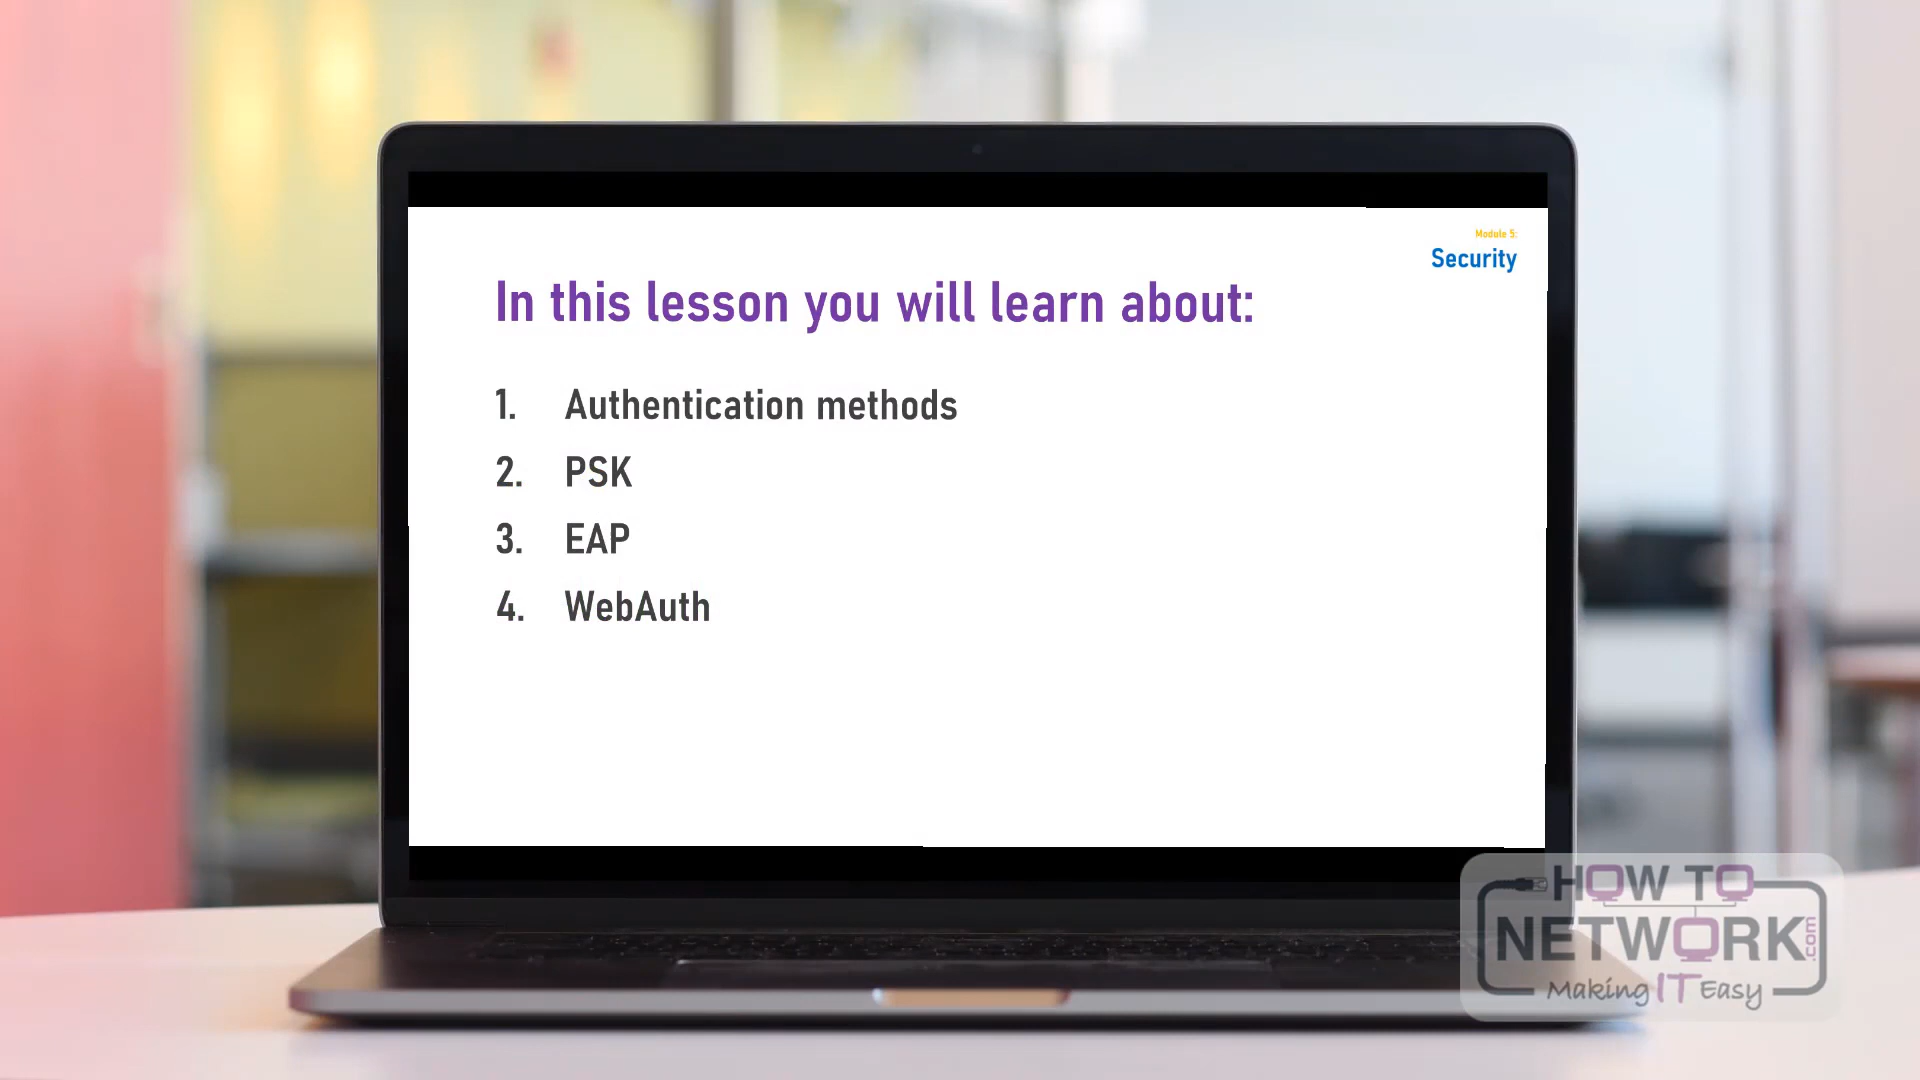 Module 5:
Security
In this lesson you will learn about:
1. Authentication methods
2. PSK
3. EAP
4. WebAuth
HOW TO
NETWORK.com
Making IT Easy